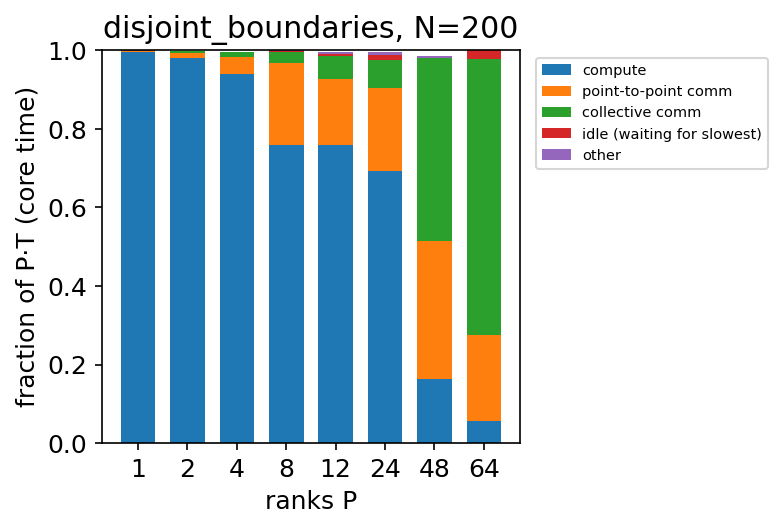 disjoint_boundaries, N=200
fraction of P·T (core time)
1.0
0.8
0.6
0.4
0.2
0.0
1 2 4 8 12 24 48 64
ranks P
compute
point-to-point comm
collective comm
idle (waiting for slowest)
other